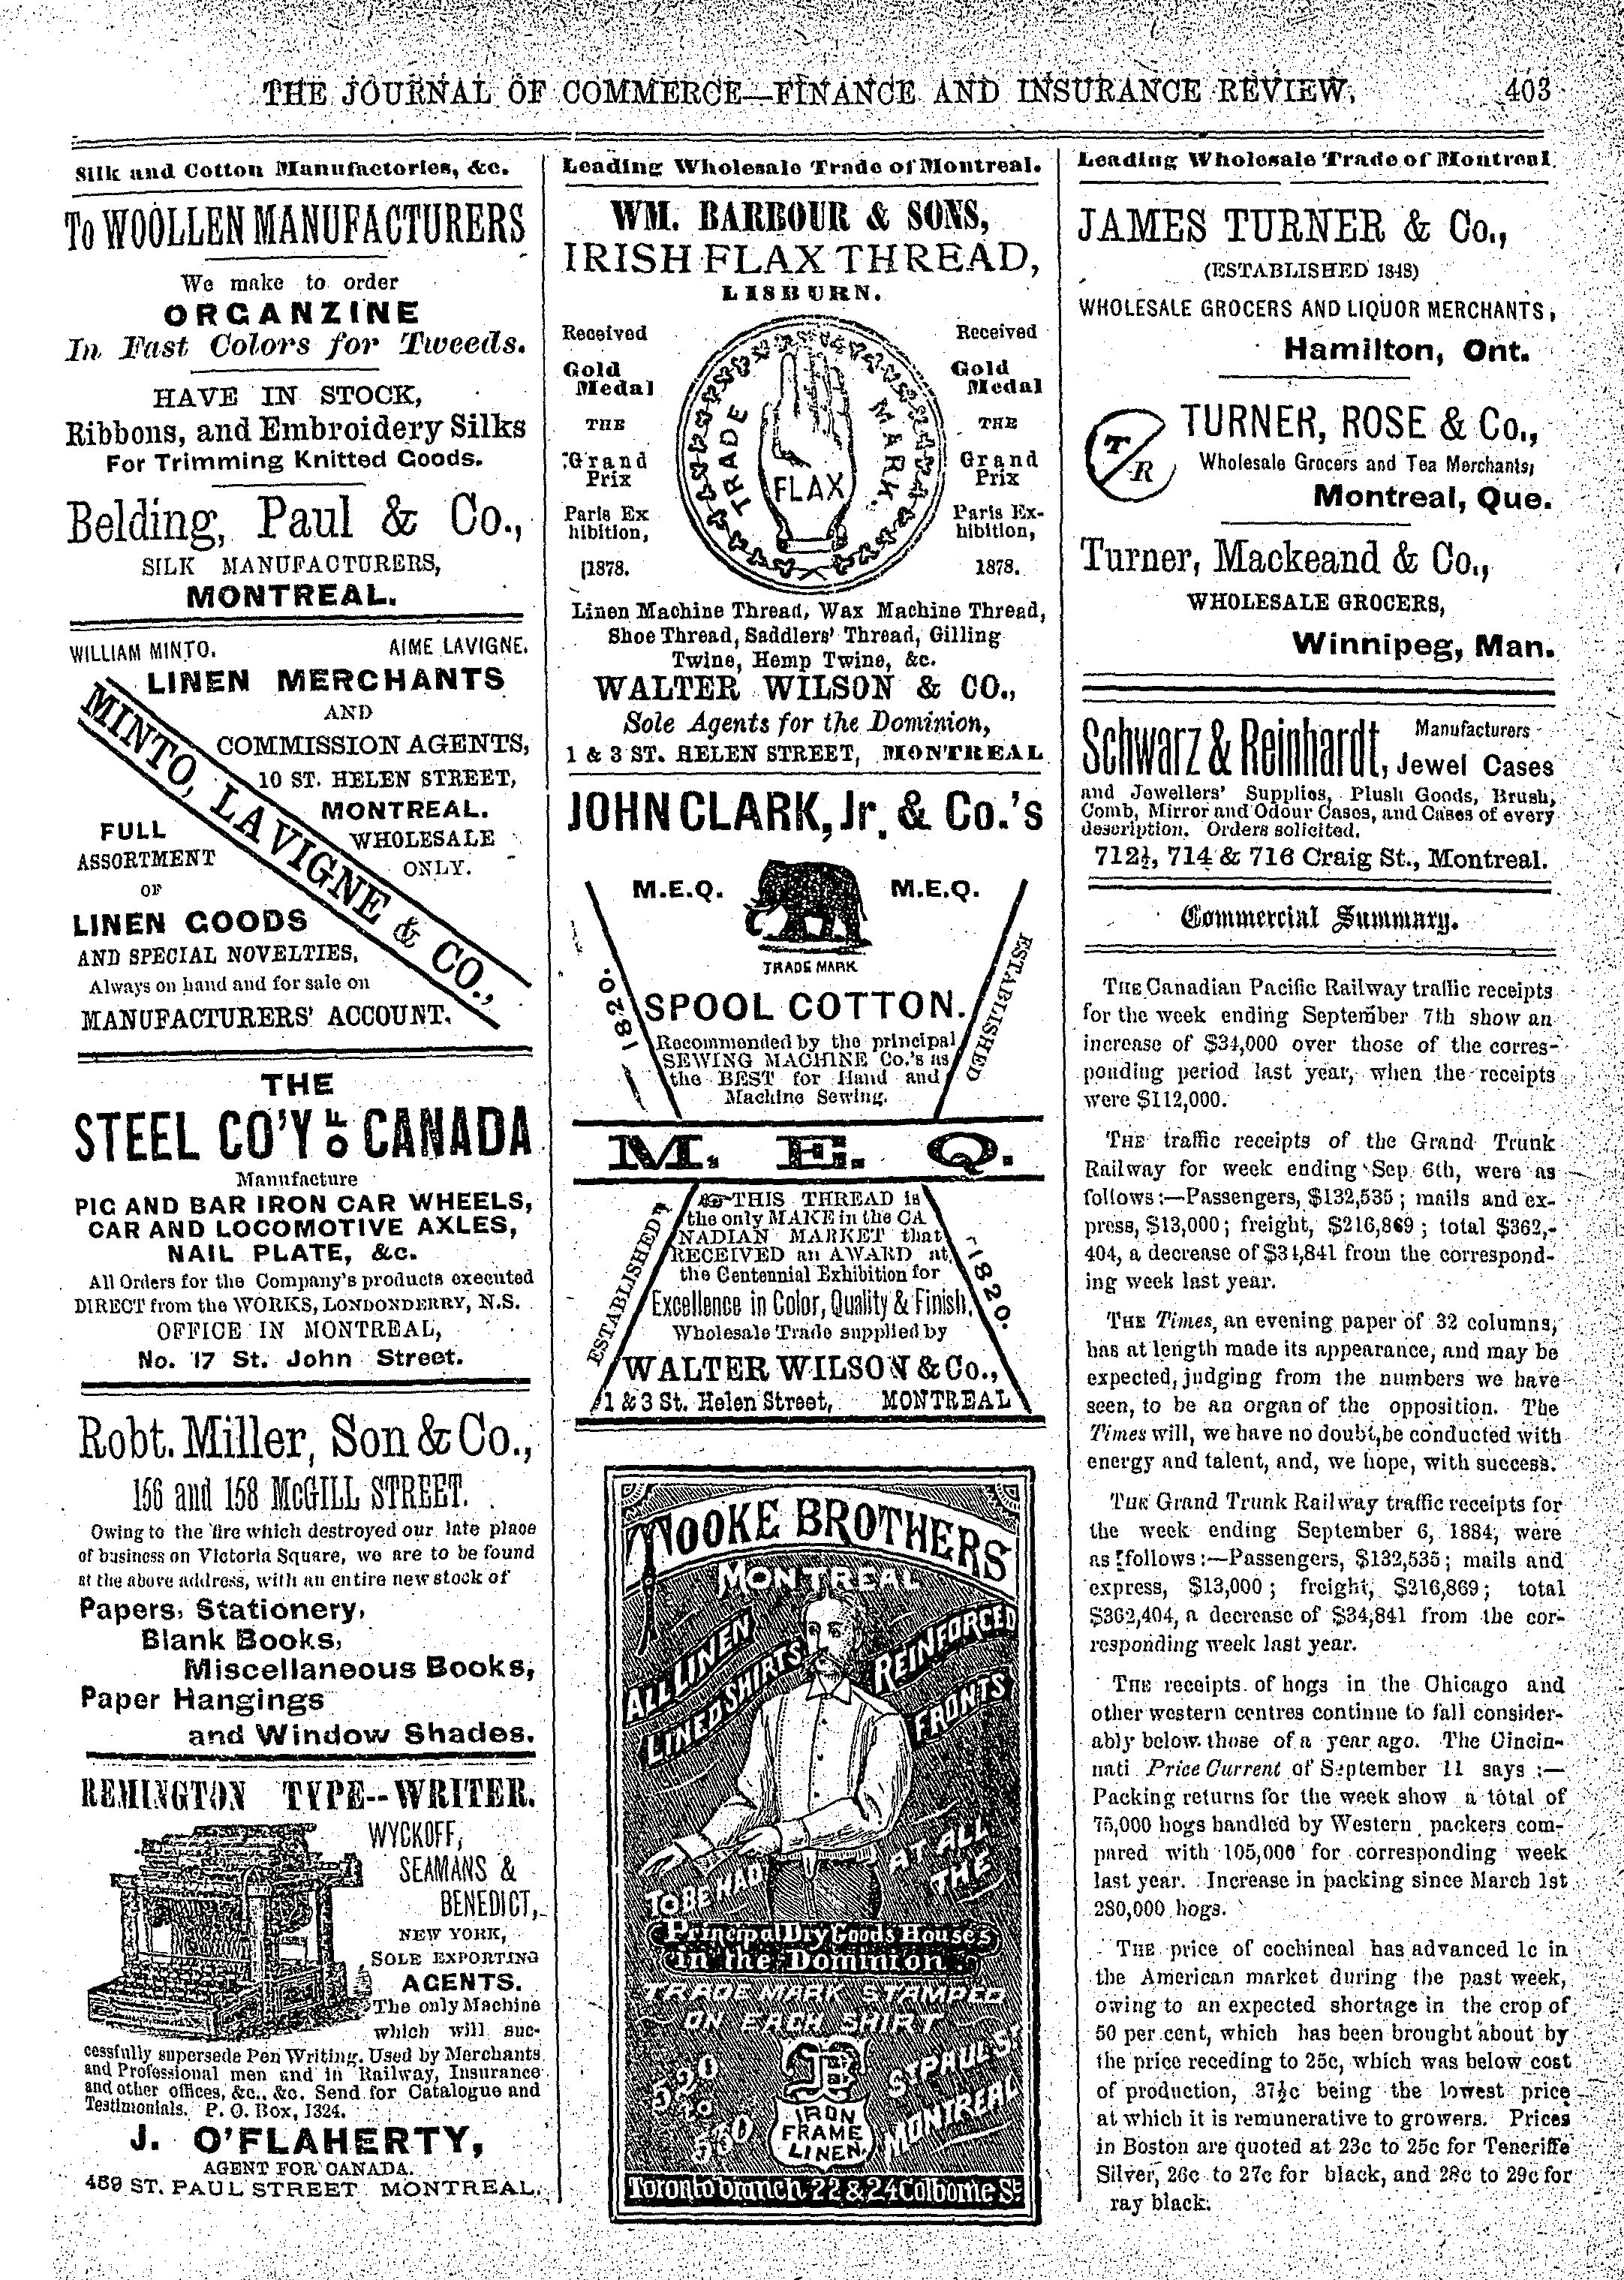 THE JOURNAL OF COMMERCE—FINANCE AND INSURANCE REVIEW.
403
Silk and Cotton Manufactories, &c.
To WOOLLEN MANUFACTURERS
We make to order
ORGANZINE
In Fast Colors for Tweeds.
HAVE IN STOCK,
Ribbons, and Embroidery Silks
For Trimming Knitted Goods.
Belding, Paul & Co.,
SILK MANUFACTURERS,
MONTREAL.
WILLIAM MINTO. AIME LAVIGNE.
LINEN MERCHANTS
AND
COMMISSION AGENTS,
10 ST. HELEN STREET,
MONTREAL.
WHOLESALE
ONLY.
MINTO, LAVIGNE & CO.,
FULL
ASSORTMENT
OF
LINEN GOODS
AND SPECIAL NOVELTIES,
Always on hand and for sale on
MANUFACTURERS' ACCOUNT.
THE
STEEL CO'Y OF CANADA
Manufacture
PIG AND BAR IRON CAR WHEELS,
CAR AND LOCOMOTIVE AXLES,
NAIL PLATE, &c.
All Orders for the Company's products executed
DIRECT from the WORKS, LONDONDERRY, N.S.
OFFICE IN MONTREAL,
No. 17 St. John Street.
Robt. Miller, Son & Co.,
156 and 158 McGILL STREET.
Owing to the fire which destroyed our late place
of business on Victoria Square, we are to be found
at the above address, with an entire new stock of
Papers, Stationery,
Blank Books,
Miscellaneous Books,
Paper Hangings
and Window Shades.
REMINGTON TYPE--WRITER.
WYCKOFF,
SEAMANS &
BENEDICT,
NEW YORK,
SOLE EXPORTING
AGENTS.
The only Machine
which will suc-
cessfully supersede Pen Writing. Used by Merchants
and Professional men and in Railway, Insurance
and other offices, &c., &c. Send for Catalogue and
Testimonials. P. O. Box, 1324.
J. O'FLAHERTY,
AGENT FOR CANADA.
459 ST. PAUL STREET MONTREAL.
Leading Wholesale Trade of Montreal.
WM. BARBOUR & SONS,
IRISH FLAX THREAD,
LISBURN.
Received
Gold
Medal
THE
Grand
Prix
Paris Ex
hibition,
1878.
TRADE MARK.
FLAX
Received
Gold
Medal
THE
Grand
Prix
Paris Ex-
hibition,
1878.
Linen Machine Thread, Wax Machine Thread,
Shoe Thread, Saddlers' Thread, Gilling
Twine, Hemp Twine, &c.
WALTER WILSON & CO.,
Sole Agents for the Dominion,
1 & 3 ST. HELEN STREET, MONTREAL
JOHN CLARK, Jr. & Co.'s
M.E.Q. M.E.Q.
TRADE MARK
SPOOL COTTON.
ESTABLISHED
1820.
Recommended by the principal
SEWING MACHINE Co.'s as
the BEST for Hand and
Machine Sewing.
M. E. Q.
THIS THREAD is
the only MAKE in the CA
NADIAN MARKET that
RECEIVED an AWARD at
the Centennial Exhibition for
Excellence in Color, Quality & Finish,
ESTABLISHED
1820.
Wholesale Trade supplied by
WALTER WILSON & Co.,
1 & 3 St. Helen Street, MONTREAL
TOOKE BROTHERS
MONTREAL
ALL LINEN
LINED SHIRTS
REINFORCED
FRONTS
TO BE HAD
AT ALL
THE
Principal Dry Goods Houses
in the Dominion
TRADE MARK STAMPED
ON EACH SHIRT
520
to
530
ST PAUL ST
MONTREAL
IRON
FRAME
LINEN
Toronto branch 22 & 24 Colborne St.
Leading Wholesale Trade of Montreal
JAMES TURNER & Co.,
(ESTABLISHED 1848)
WHOLESALE GROCERS AND LIQUOR MERCHANTS,
Hamilton, Ont.
T R
TURNER, ROSE & Co.,
Wholesale Grocers and Tea Merchants,
Montreal, Que.
Turner, Mackeand & Co.,
WHOLESALE GROCERS,
Winnipeg, Man.
Schwarz & Reinhardt, Manufacturers
Jewel Cases
and Jewellers' Supplies, Plush Goods, Brush,
Comb, Mirror and Odour Cases, and Cases of every
description. Orders solicited.
712½, 714 & 716 Craig St., Montreal.
Commercial Summary.
THE Canadian Pacific Railway traffic receipts
for the week ending September 7th show an
increase of $34,000 over those of the corres-
ponding period last year, when the receipts
were $112,000.
THE traffic receipts of the Grand Trunk
Railway for week ending Sep 6th, were as
follows:—Passengers, $132,535; mails and ex-
press, $13,000; freight, $216,869; total $362,-
404, a decrease of $34,841 from the correspond-
ing week last year.
THE Times, an evening paper of 32 columns,
has at length made its appearance, and may be
expected, judging from the numbers we have
seen, to be an organ of the opposition. The
Times will, we have no doubt, be conducted with
energy and talent, and, we hope, with success.
THE Grand Trunk Railway traffic receipts for
the week ending September 6, 1884, were
as follows:—Passengers, $132,535; mails and
express, $13,000; freight, $216,869; total
$362,404, a decrease of $34,841 from the cor-
responding week last year.
THE receipts of hogs in the Chicago and
other western centres continue to fall consider-
ably below those of a year ago. The Cincin-
nati Price Current of September 11 says:—
Packing returns for the week show a total of
75,000 hogs handled by Western packers com-
pared with 105,000 for corresponding week
last year. Increase in packing since March 1st
280,000 hogs.
THE price of cochineal has advanced 1c in
the American market during the past week,
owing to an expected shortage in the crop of
50 per cent, which has been brought about by
the price receding to 25c, which was below cost
of production, 37½c being the lowest price
at which it is remunerative to growers. Prices
in Boston are quoted at 23c to 25c for Teneriffe
Silver, 26c to 27c for black, and 28c to 29c for
ray black.